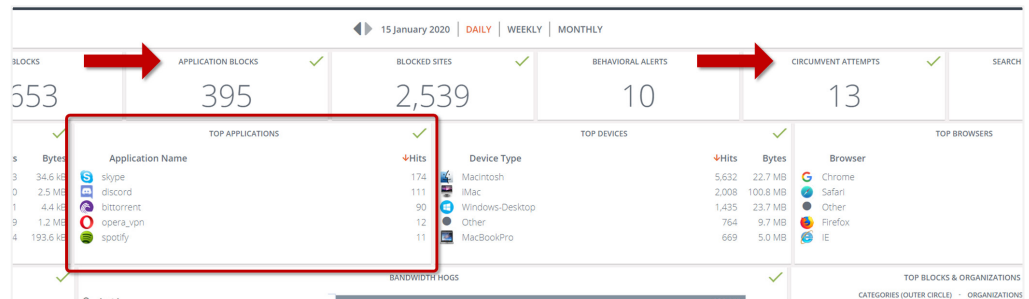 15 January 2020 | DAILY | WEEKLY | MONTHLY
BLOCKS APPLICATION BLOCKS BLOCKED SITES BEHAVIORAL ALERTS CIRCUMVENT ATTEMPTS SEARCH
653 395 2,539 10 13
TOP APPLICATIONS TOP DEVICES TOP BROWSERS
s Bytes Application Name Hits Device Type Hits Bytes Browser
3 34.6 kB skype 174 Macintosh 5,632 22.7 MB Chrome
0 2.5 MB discord 111 iMac 2,008 100.8 MB Safari
1 4.4 kB bittorrent 90 Windows-Desktop 1,435 23.7 MB Other
9 1.2 MB opera_vpn 12 Other 764 9.7 MB Firefox
4 193.6 kB spotify 11 MacBookPro 669 5.0 MB IE
BANDWIDTH HOGS TOP BLOCKS & ORGANIZATIONS
CATEGORIES (OUTER CIRCLE) - ORGANIZATIONS